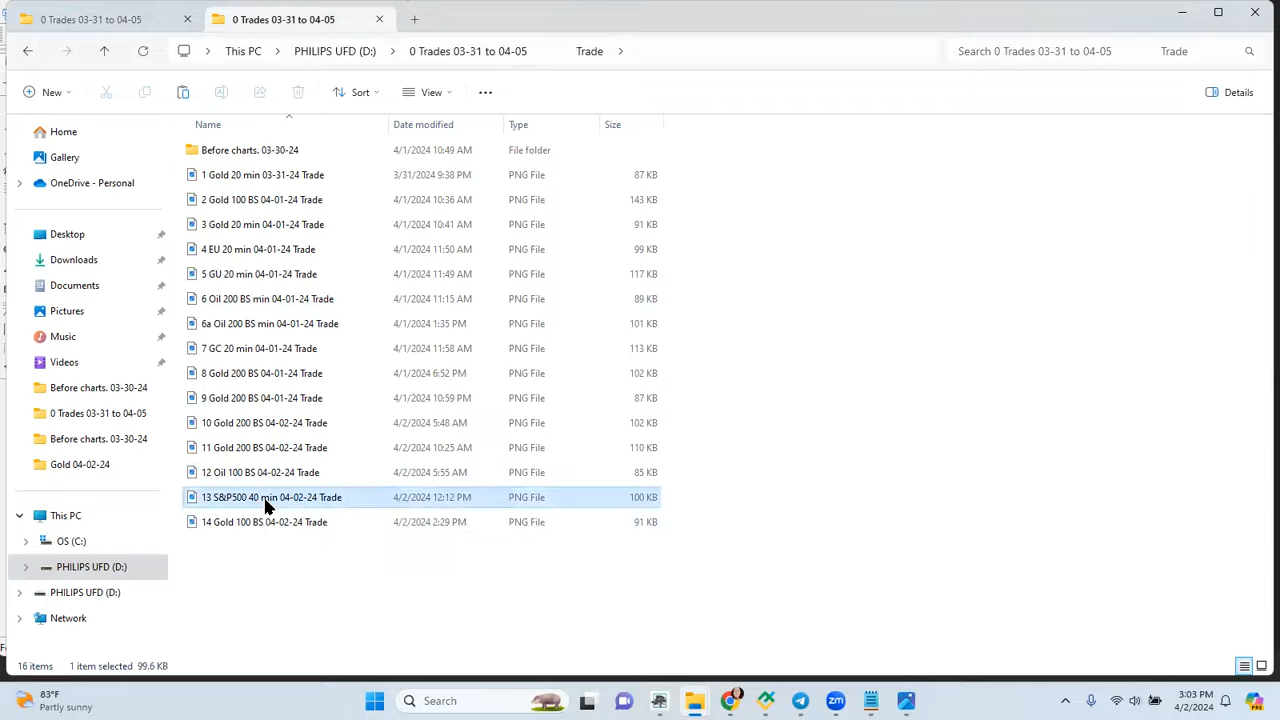 0 Trades 03-31 to 04-05
0 Trades 03-31 to 04-05
This PC
PHILIPS UFD (D:)
0 Trades 03-31 to 04-05
Trade
Search 0 Trades 03-31 to 04-05
Trade
New
Sort
View
Details
Name
Date modified
Type
Size
Home
Gallery
OneDrive - Personal
Desktop
Downloads
Documents
Pictures
Music
Videos
Before charts. 03-30-24
0 Trades 03-31 to 04-05
Before charts. 03-30-24
Gold 04-02-24
This PC
OS (C:)
PHILIPS UFD (D:)
PHILIPS UFD (D:)
Network
Before charts. 03-30-24 4/1/2024 10:49 AM File folder
1 Gold 20 min 03-31-24 Trade 3/31/2024 9:38 PM PNG File 87 KB
2 Gold 100 BS 04-01-24 Trade 4/1/2024 10:36 AM PNG File 143 KB
3 Gold 20 min 04-01-24 Trade 4/1/2024 10:41 AM PNG File 91 KB
4 EU 20 min 04-01-24 Trade 4/1/2024 11:50 AM PNG File 99 KB
5 GU 20 min 04-01-24 Trade 4/1/2024 11:49 AM PNG File 117 KB
6 Oil 200 BS min 04-01-24 Trade 4/1/2024 11:15 AM PNG File 89 KB
6a Oil 200 BS min 04-01-24 Trade 4/1/2024 1:35 PM PNG File 101 KB
7 GC 20 min 04-01-24 Trade 4/1/2024 11:58 AM PNG File 113 KB
8 Gold 200 BS 04-01-24 Trade 4/1/2024 6:52 PM PNG File 102 KB
9 Gold 200 BS 04-01-24 Trade 4/1/2024 10:59 PM PNG File 87 KB
10 Gold 200 BS 04-02-24 Trade 4/2/2024 5:48 AM PNG File 102 KB
11 Gold 200 BS 04-02-24 Trade 4/2/2024 10:25 AM PNG File 110 KB
12 Oil 100 BS 04-02-24 Trade 4/2/2024 5:55 AM PNG File 85 KB
13 S&P500 40 min 04-02-24 Trade 4/2/2024 12:12 PM PNG File 100 KB
14 Gold 100 BS 04-02-24 Trade 4/2/2024 2:29 PM PNG File 91 KB
16 items 1 item selected 99.6 KB
83°F
Partly sunny
Search
zm
3:03 PM
4/2/2024
PRE